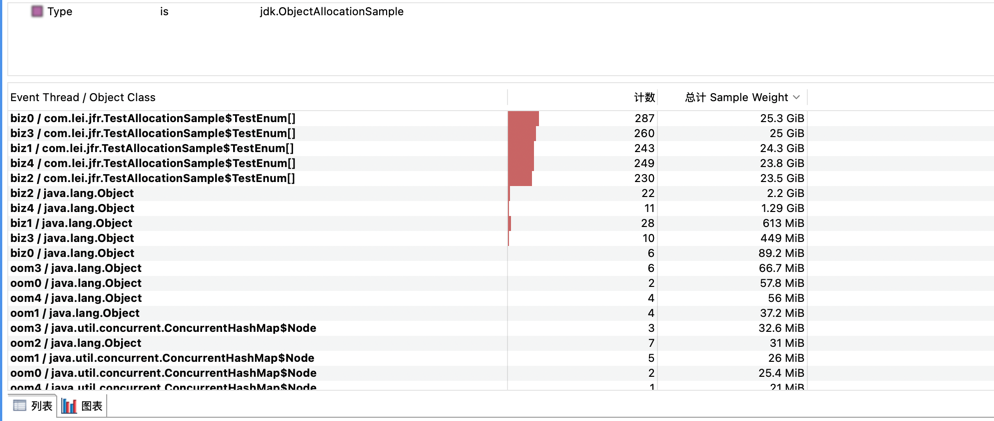 Type is jdk.ObjectAllocationSample
Event Thread / Object Class 计数 总计 Sample Weight
biz0 / com.lei.jfr.TestAllocationSample$TestEnum[] 287 25.3 GiB
biz3 / com.lei.jfr.TestAllocationSample$TestEnum[] 260 25 GiB
biz1 / com.lei.jfr.TestAllocationSample$TestEnum[] 243 24.3 GiB
biz4 / com.lei.jfr.TestAllocationSample$TestEnum[] 249 23.8 GiB
biz2 / com.lei.jfr.TestAllocationSample$TestEnum[] 230 23.5 GiB
biz2 / java.lang.Object 22 2.2 GiB
biz4 / java.lang.Object 11 1.29 GiB
biz1 / java.lang.Object 28 613 MiB
biz3 / java.lang.Object 10 449 MiB
biz0 / java.lang.Object 6 89.2 MiB
oom3 / java.lang.Object 6 66.7 MiB
oom0 / java.lang.Object 2 57.8 MiB
oom4 / java.lang.Object 4 56 MiB
oom1 / java.lang.Object 4 37.2 MiB
oom3 / java.util.concurrent.ConcurrentHashMap$Node 3 32.6 MiB
oom2 / java.lang.Object 7 31 MiB
oom1 / java.util.concurrent.ConcurrentHashMap$Node 5 26 MiB
oom0 / java.util.concurrent.ConcurrentHashMap$Node 2 25.4 MiB
oom4 / java.util.concurrent.ConcurrentHashMap$Node 1 21 MiB
列表 图表